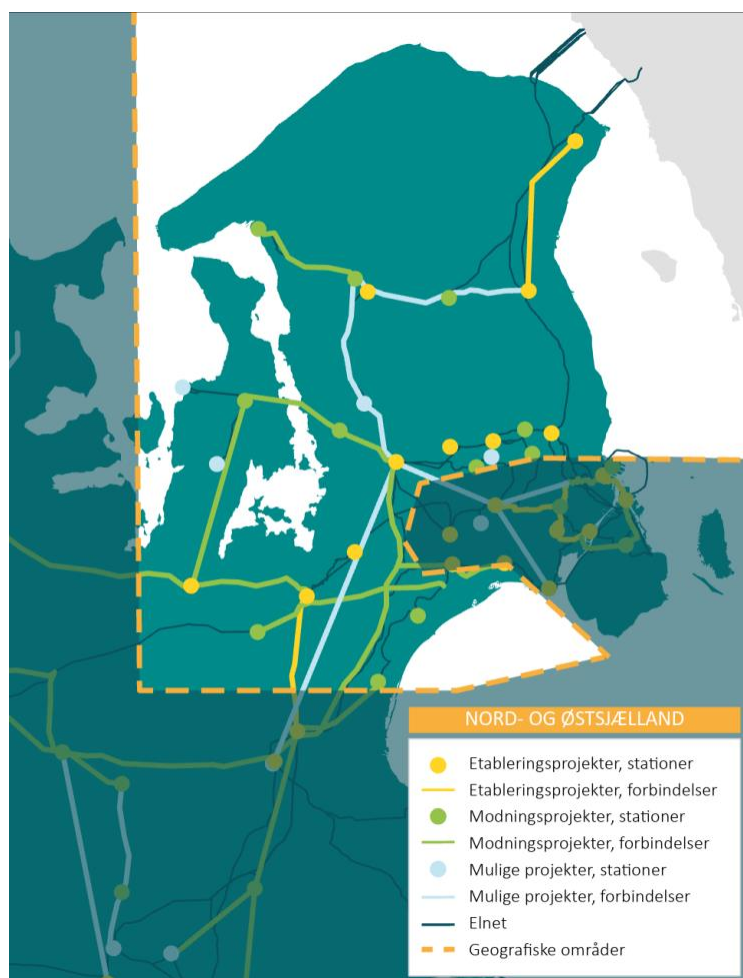 NORD- OG ØSTSJÆLLAND
Etableringsprojekter, stationer
Etableringsprojekter, forbindelser
Modningsprojekter, stationer
Modningsprojekter, forbindelser
Mulige projekter, stationer
Mulige projekter, forbindelser
Elnet
Geografiske områder